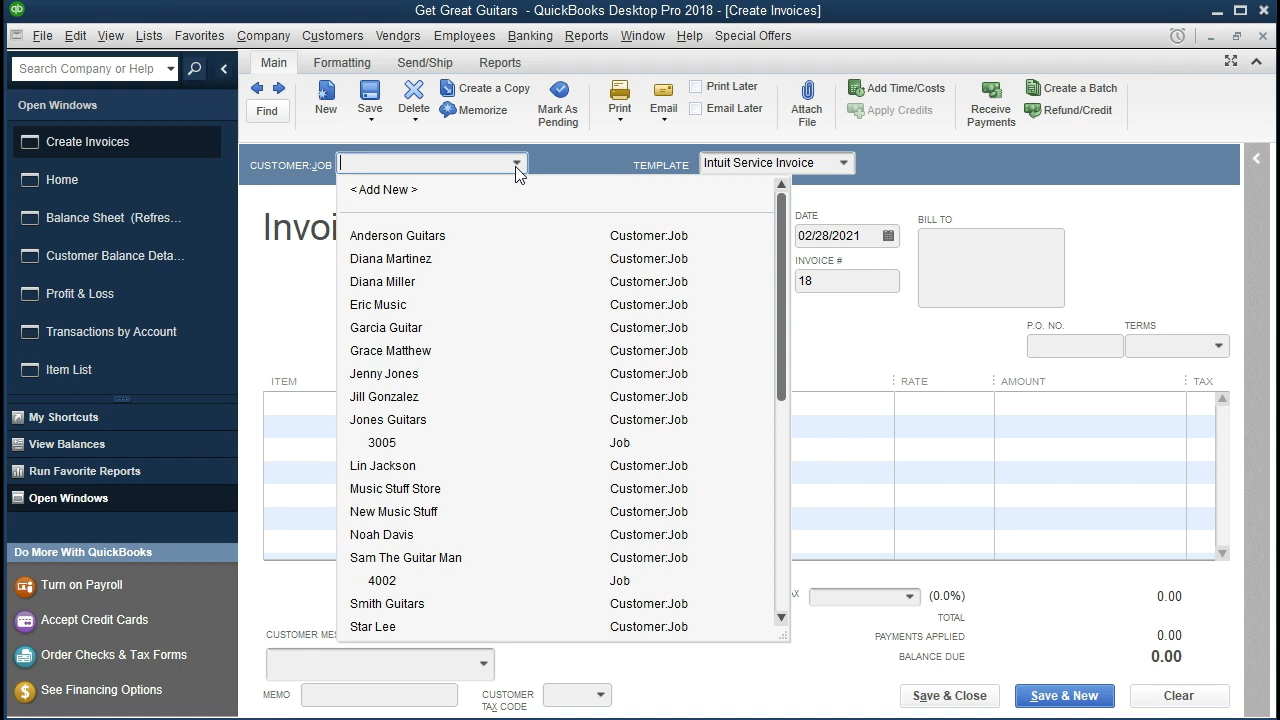 qb
Get Great Guitars - QuickBooks Desktop Pro 2018 - [Create Invoices]
File Edit View Lists Favorites Company Customers Vendors Employees Banking Reports Window Help Special Offers
Search Company or Help
Main Formatting Send/Ship Reports
Find
New
Save
Delete
Create a Copy
Memorize
Mark As
Pending
Print
Email
Print Later
Email Later
Attach
File
Add Time/Costs
Apply Credits
Receive
Payments
Create a Batch
Refund/Credit
Open Windows
Create Invoices
Home
Balance Sheet (Refres...
Customer Balance Deta...
Profit & Loss
Transactions by Account
Item List
My Shortcuts
View Balances
Run Favorite Reports
Open Windows
Do More With QuickBooks
Turn on Payroll
Accept Credit Cards
Order Checks & Tax Forms
See Financing Options
CUSTOMER:JOB
TEMPLATE Intuit Service Invoice
< Add New >
Anderson Guitars Customer:Job
Diana Martinez Customer:Job
Diana Miller Customer:Job
Eric Music Customer:Job
Garcia Guitar Customer:Job
Grace Matthew Customer:Job
Jenny Jones Customer:Job
Jill Gonzalez Customer:Job
Jones Guitars Customer:Job
3005 Job
Lin Jackson Customer:Job
Music Stuff Store Customer:Job
New Music Stuff Customer:Job
Noah Davis Customer:Job
Sam The Guitar Man Customer:Job
4002 Job
Smith Guitars Customer:Job
Star Lee Customer:Job
Invoi
DATE
02/28/2021
INVOICE #
18
BILL TO
P.O. NO. TERMS
ITEM RATE AMOUNT TAX
(0.0%) 0.00
TOTAL
PAYMENTS APPLIED 0.00
BALANCE DUE 0.00
CUSTOMER ME
MEMO
CUSTOMER
TAX CODE
Save & Close Save & New Clear